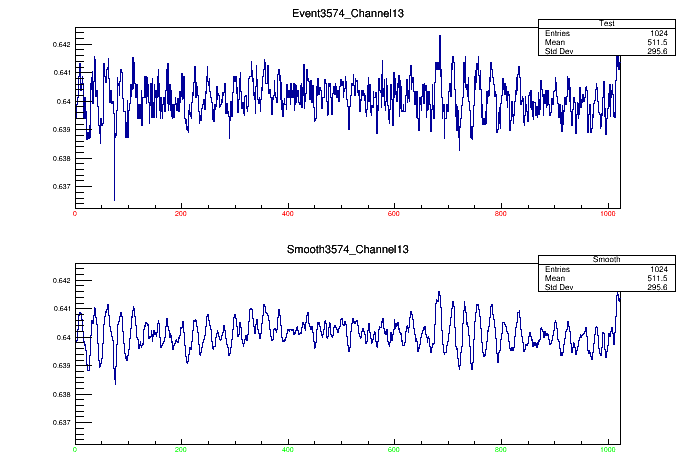 Event3574_Channel13
Test
Entries 1024
Mean 511.5
Std Dev 295.6
0.642
0.641
0.64
0.639
0.638
0.637
0 200 400 600 800 1000
Smooth3574_Channel13
Smooth
Entries 1024
Mean 511.5
Std Dev 295.6
0.642
0.641
0.64
0.639
0.638
0.637
0 200 400 600 800 1000